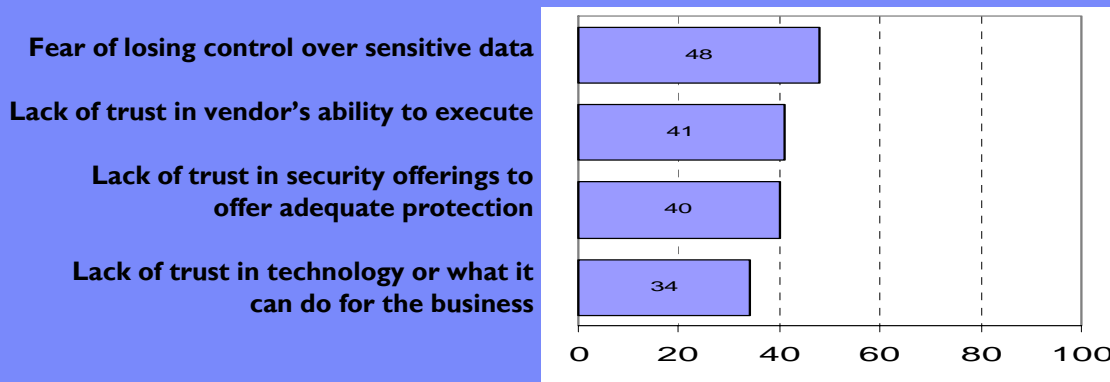 Fear of losing control over sensitive data
48
Lack of trust in vendor’s ability to execute
41
Lack of trust in security offerings to
offer adequate protection
40
Lack of trust in technology or what it
can do for the business
34
0 20 40 60 80 100